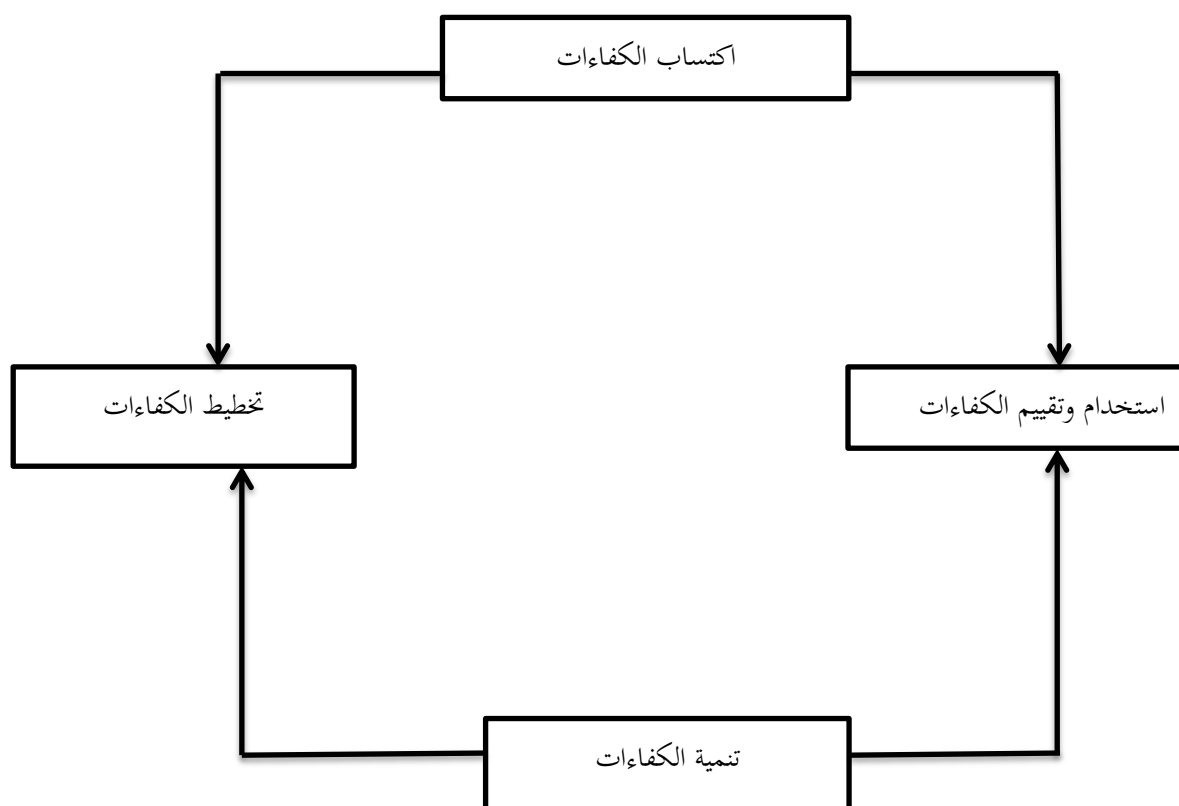 اكتساب الكفاءات
استخدام وتقييم الكفاءات
تخطيط الكفاءات
تنمية الكفاءات